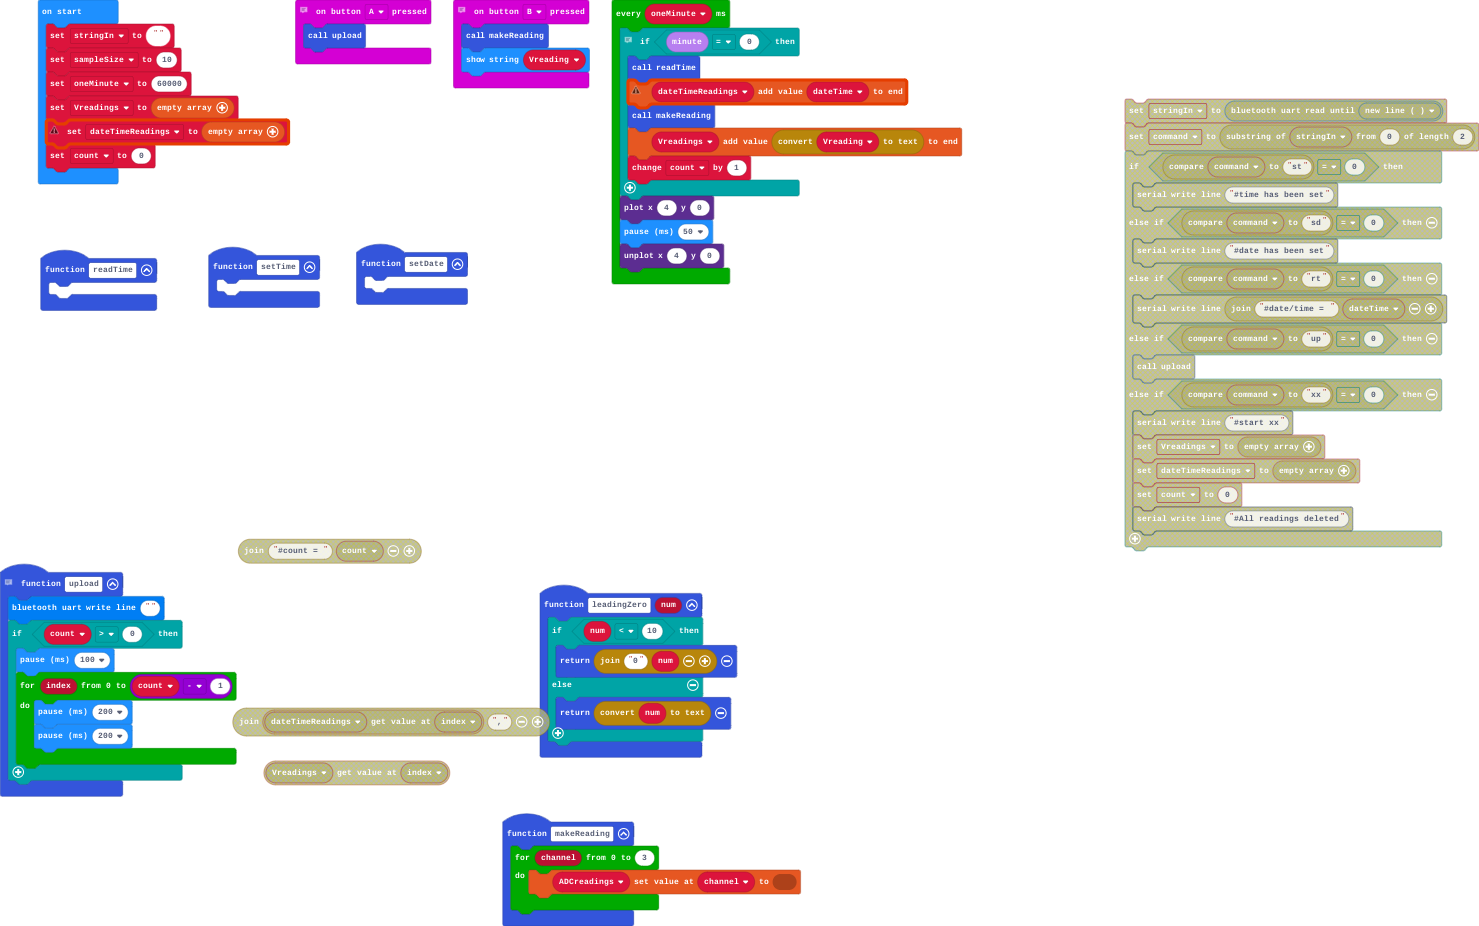 on start
set stringIn to " "
set sampleSize to 10
set oneMinute to 60000
set Vreadings to empty array
set dateTimeReadings to empty array
set count to 0
on button A pressed
call upload
on button B pressed
call makeReading
show string Vreading
every oneMinute ms
if minute = 0 then
call readTime
dateTimeReadings add value dateTime to end
call makeReading
Vreadings add value convert Vreading to text to end
change count by 1
plot x 4 y 0
pause (ms) 50
unplot x 4 y 0
set stringIn to bluetooth uart read until new line ( )
set command to substring of stringIn from 0 of length 2
if compare command to "st" = 0 then
serial write line "#time has been set"
else if compare command to "sd" = 0 then
serial write line "#date has been set"
else if compare command to "rt" = 0 then
serial write line join "#date/time = " dateTime
else if compare command to "up" = 0 then
call upload
else if compare command to "xx" = 0 then
serial write line "#start xx"
set Vreadings to empty array
set dateTimeReadings to empty array
set count to 0
serial write line "#All readings deleted"
function readTime
function setTime
function setDate
join "#count = " count
function upload
bluetooth uart write line ""
if count > 0 then
pause (ms) 100
for index from 0 to count - 1
do pause (ms) 200
pause (ms) 200
join dateTimeReadings get value at index ","
Vreadings get value at index
function leadingZero num
if num < 10 then
return join "0" num
else
return convert num to text
function makeReading
for channel from 0 to 3
do ADCreadings set value at channel to